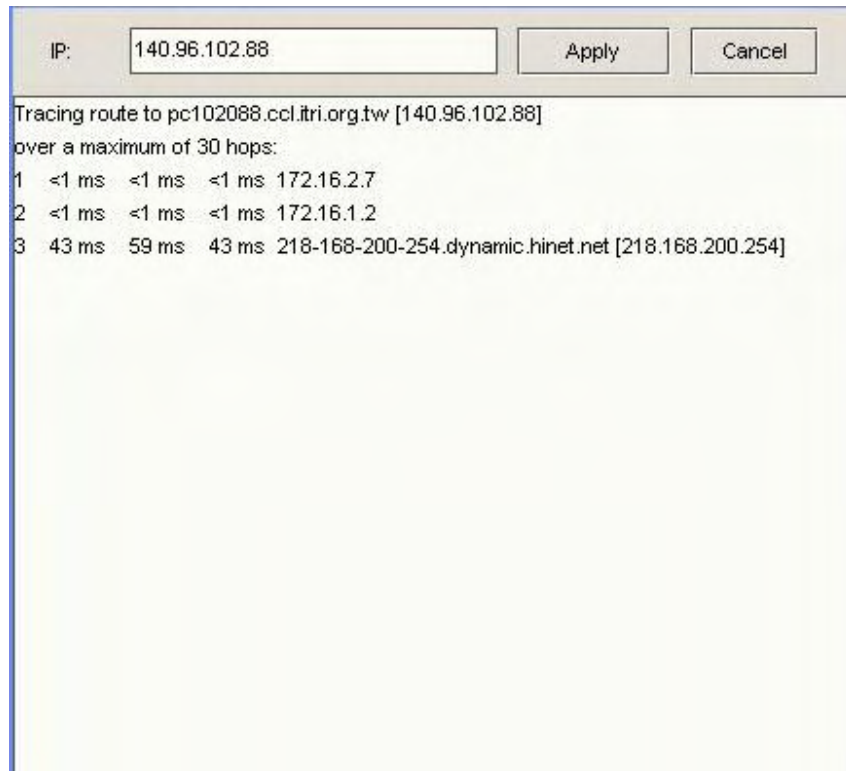 IP: 140.96.102.88 Apply Cancel
Tracing route to pc102088.ccl.itri.org.tw [140.96.102.88]
over a maximum of 30 hops:
1 <1 ms <1 ms <1 ms 172.16.2.7
2 <1 ms <1 ms <1 ms 172.16.1.2
3 43 ms 59 ms 43 ms 218-168-200-254.dynamic.hinet.net [218.168.200.254]